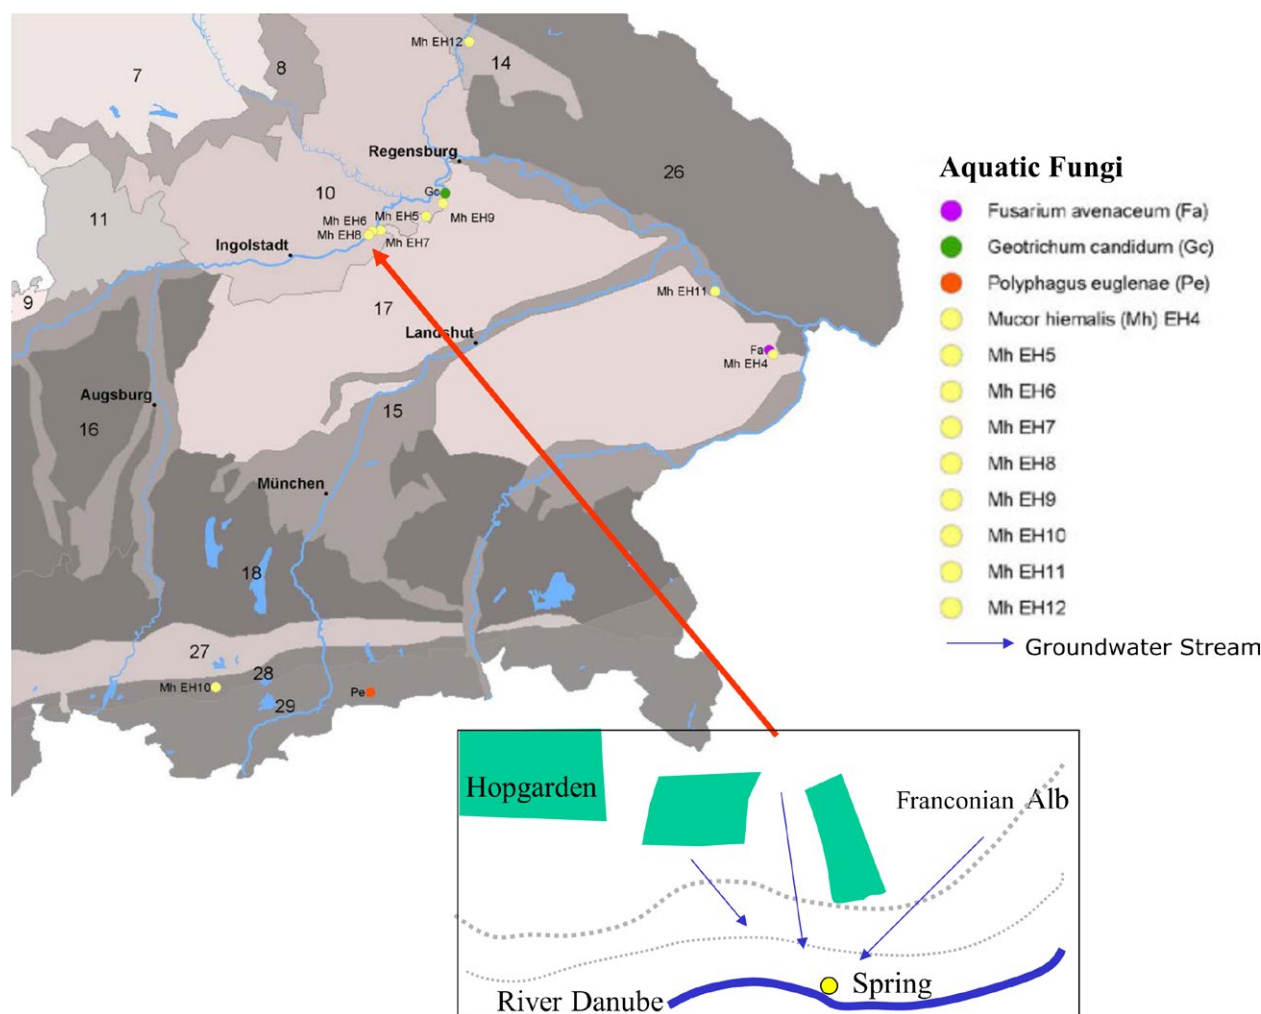 Mh EH12
7
8
14
Regensburg
26
10
Gc
11
Mh EH6
Mh EH5
Mh EH9
Mh EH8
Mh EH7
Ingolstadt
9
17
Mh EH11
Landshut
Fa
Mh EH4
Augsburg
15
16
München
18
27
28
Mh EH10
Pe
29
Aquatic Fungi
Fusarium avenaceum (Fa)
Geotrichum candidum (Gc)
Polyphagus euglenae (Pe)
Mucor hiemalis (Mh) EH4
Mh EH5
Mh EH6
Mh EH7
Mh EH8
Mh EH9
Mh EH10
Mh EH11
Mh EH12
Groundwater Stream
Hopgarden
Franconian Alb
Spring
River Danube